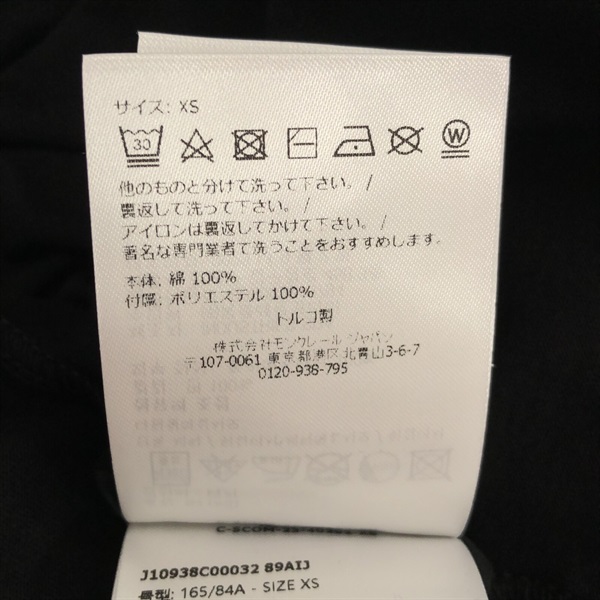 サイズ: XS
30
W
他のものと分けて洗って下さい。/
裏返して洗って下さい。/
アイロンは裏返してかけて下さい。/
著名な専門業者で洗うことをおすすめします。
本体: 綿 100%
付属: ポリエステル 100%
トルコ製
株式会社モンクレール ジャパン
〒107-0061 東京都港区北青山3-6-7
0120-938-795
J10938C00032 89AIJ
号型: 165/84A - SIZE XS